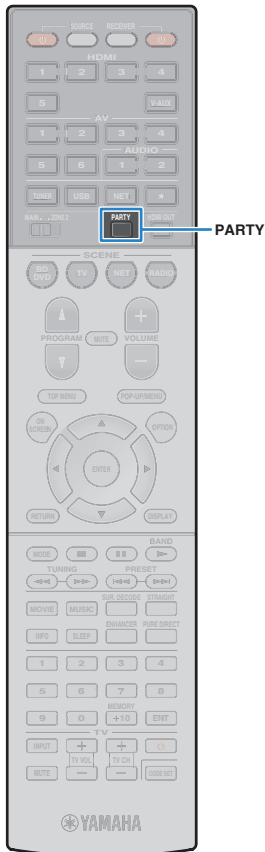 SOURCE RECEIVER
HDMI
1 2 3 4
5 V-AUX
AV
1 2 3 4
AUDIO
5 6 1 2
TUNER USB NET
MAIN ZONE 2 PARTY HDMI OUT
PARTY
SCENE
BD DVD TV NET RADIO
PROGRAM MUTE VOLUME
TOP MENU POP-UP/MENU
ON SCREEN OPTION
ENTER
RETURN DISPLAY
BAND
MODE
TUNING PRESET
SUR. DECODE STRAIGHT
MOVIE MUSIC
ENHANCER PURE DIRECT
INFO SLEEP
1 2 3 4
5 6 7 8
MEMORY
9 0 +10 ENT
TV
INPUT + +
TV VOL TV CH
MUTE − − CODE SET
YAMAHA